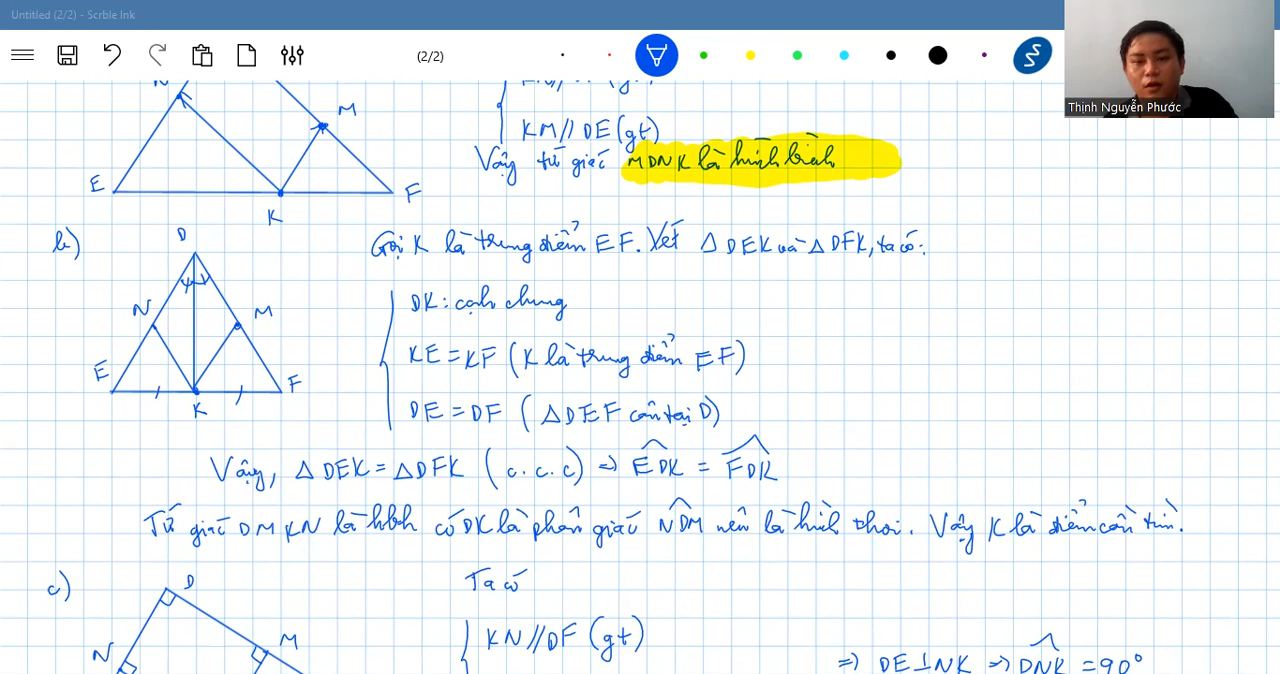 Untitled (2/2) - Scrble Ink
(2/2)
Thịnh Nguyễn Phước
N
M
KM // DE (gt)
Vậy tứ giác MDNK là hình bình
E
F
K
b)
D
Gọi K là trung điểm EF. Xét △DEK và △DFK, ta có:
DK: cạnh chung
N
M
KE = KF (K là trung điểm EF)
E
F
K
DE = DF (△DEF cân tại D)
Vậy, △DEK = △DFK (c.c.c) ⇒ EDK = FDK
Tứ giác DMKN là hbh có DK là phân giác NDM nên là hình thoi. Vậy K là điểm cần tìm.
c)
D
Ta có
KN // DF (gt)
N
M
⇒ DE ⊥ NK ⇒ DNK = 90°